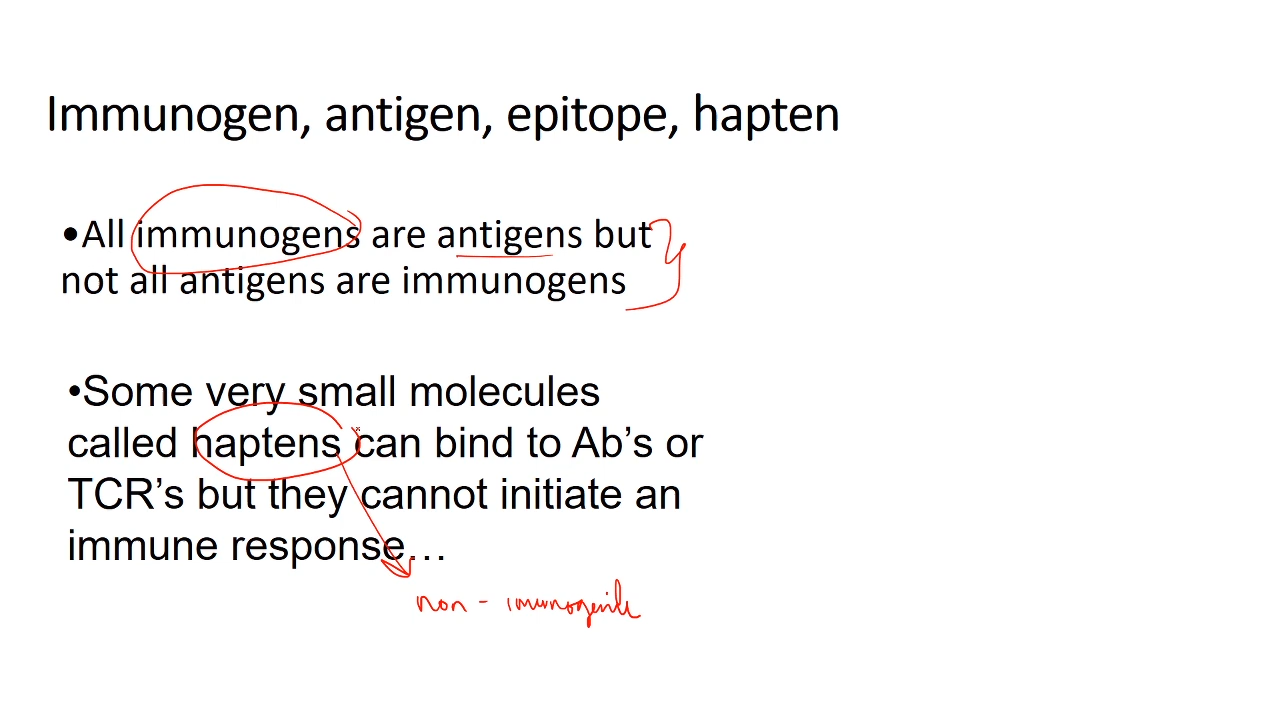 Immunogen, antigen, epitope, hapten
•All immunogens are antigens but
not all antigens are immunogens
•Some very small molecules
called haptens can bind to Ab's or
TCR's but they cannot initiate an
immune response…
non -